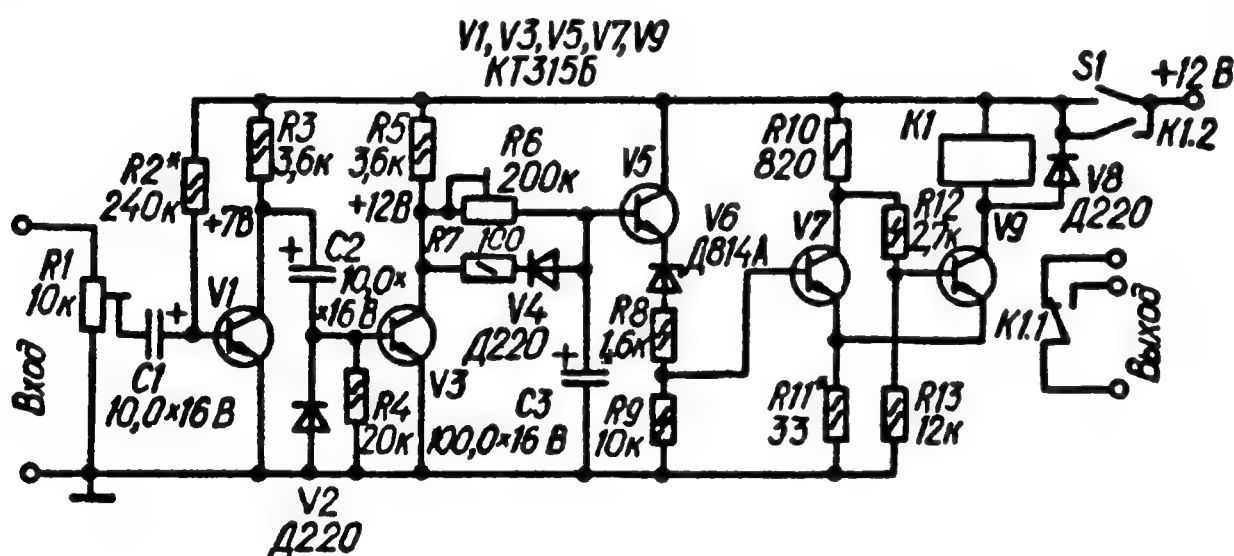 V1, V3, V5, V7, V9
КТ315Б
S1
+12 В
К1.2
R3
3,6к
R5
3,6к
R6
200к
R10
820
К1
R2*
240к
+7В
+12В
V5
V8
Д220
R7
100
V6
Д814А
V7
R12
2,7к
V9
R1
10к
C2
10,0×
×16 В
V1
V4
Д220
R8
1,6к
К1.1
Выход
Вход
C1
10,0×16 В
V3
R4
20к
C3
100,0×16 В
R9
10к
R11*
33
R13
12к
V2
Д220